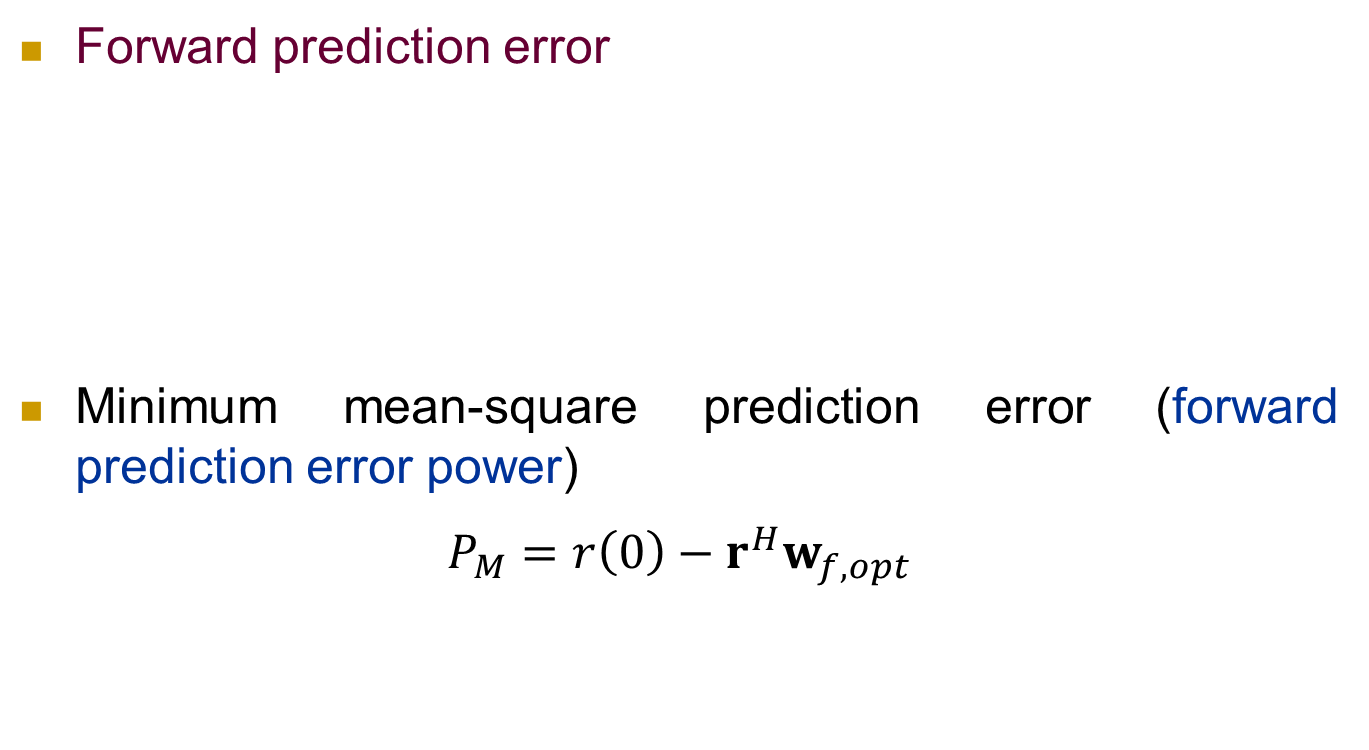 Forward prediction error
Minimum mean-square prediction error (forward
prediction error power)
𝑃_𝑀 = 𝑟(0) − 𝐫^𝐻 𝐰_{𝑓,𝑜𝑝𝑡}